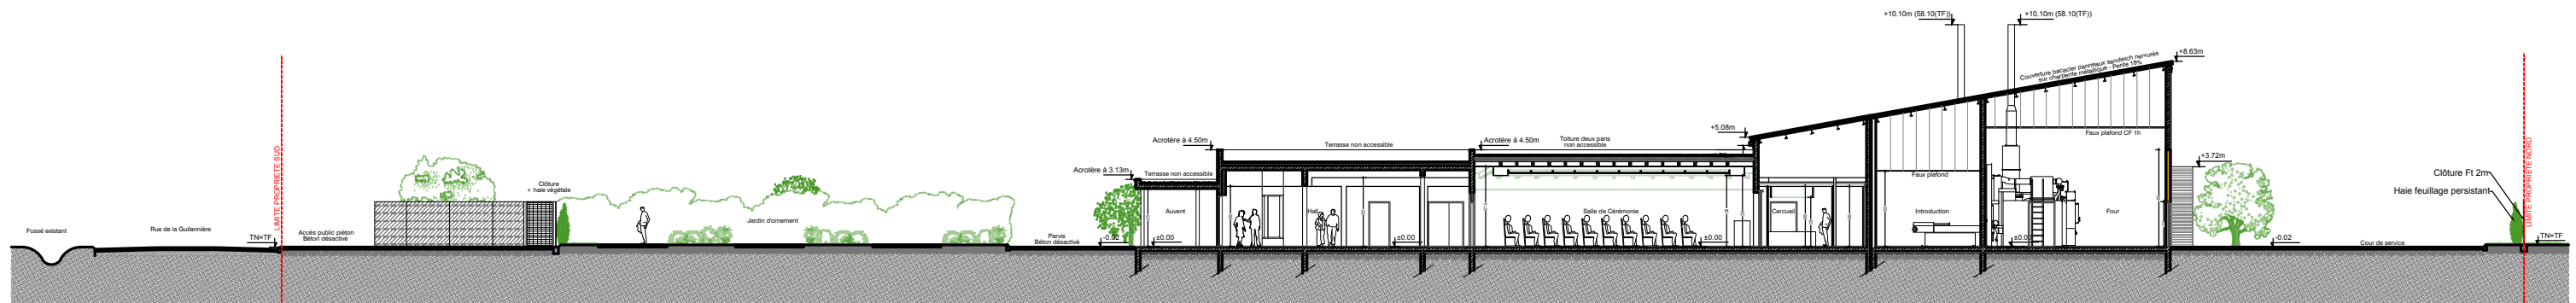 Fossé existant
Rue de la Guilannière
TN=TF
LIMITE PROPRIETE SUD
Accès public piéton
Béton désactivé
Clôture
+ haie végétale
Jardin d'ornement
Parvis
Béton désactivé
-0.02
Acrotère à 3.13m
Terrasse non accessible
Auvent
±0.00
Acrotère à 4.50m
Terrasse non accessible
Hall
±0.00
Acrotère à 4.50m
Toiture deux pans
non accessible
Salle de Cérémonie
±0.00
+5.08m
Cercueil
Faux plafond
Introduction
+10.10m (58.10(TF))
+10.10m (58.10(TF))
Couverture bacacier panneaux sandwich nervurés
sur charpente métallique - Pente 18%
+8.63m
Faux plafond CF 1h
Four
±0.00
+3.72m
-0.02
Cour de service
Clôture Ft 2m
Haie feuillage persistant
LIMITE PROPRIETE NORD
TN=TF